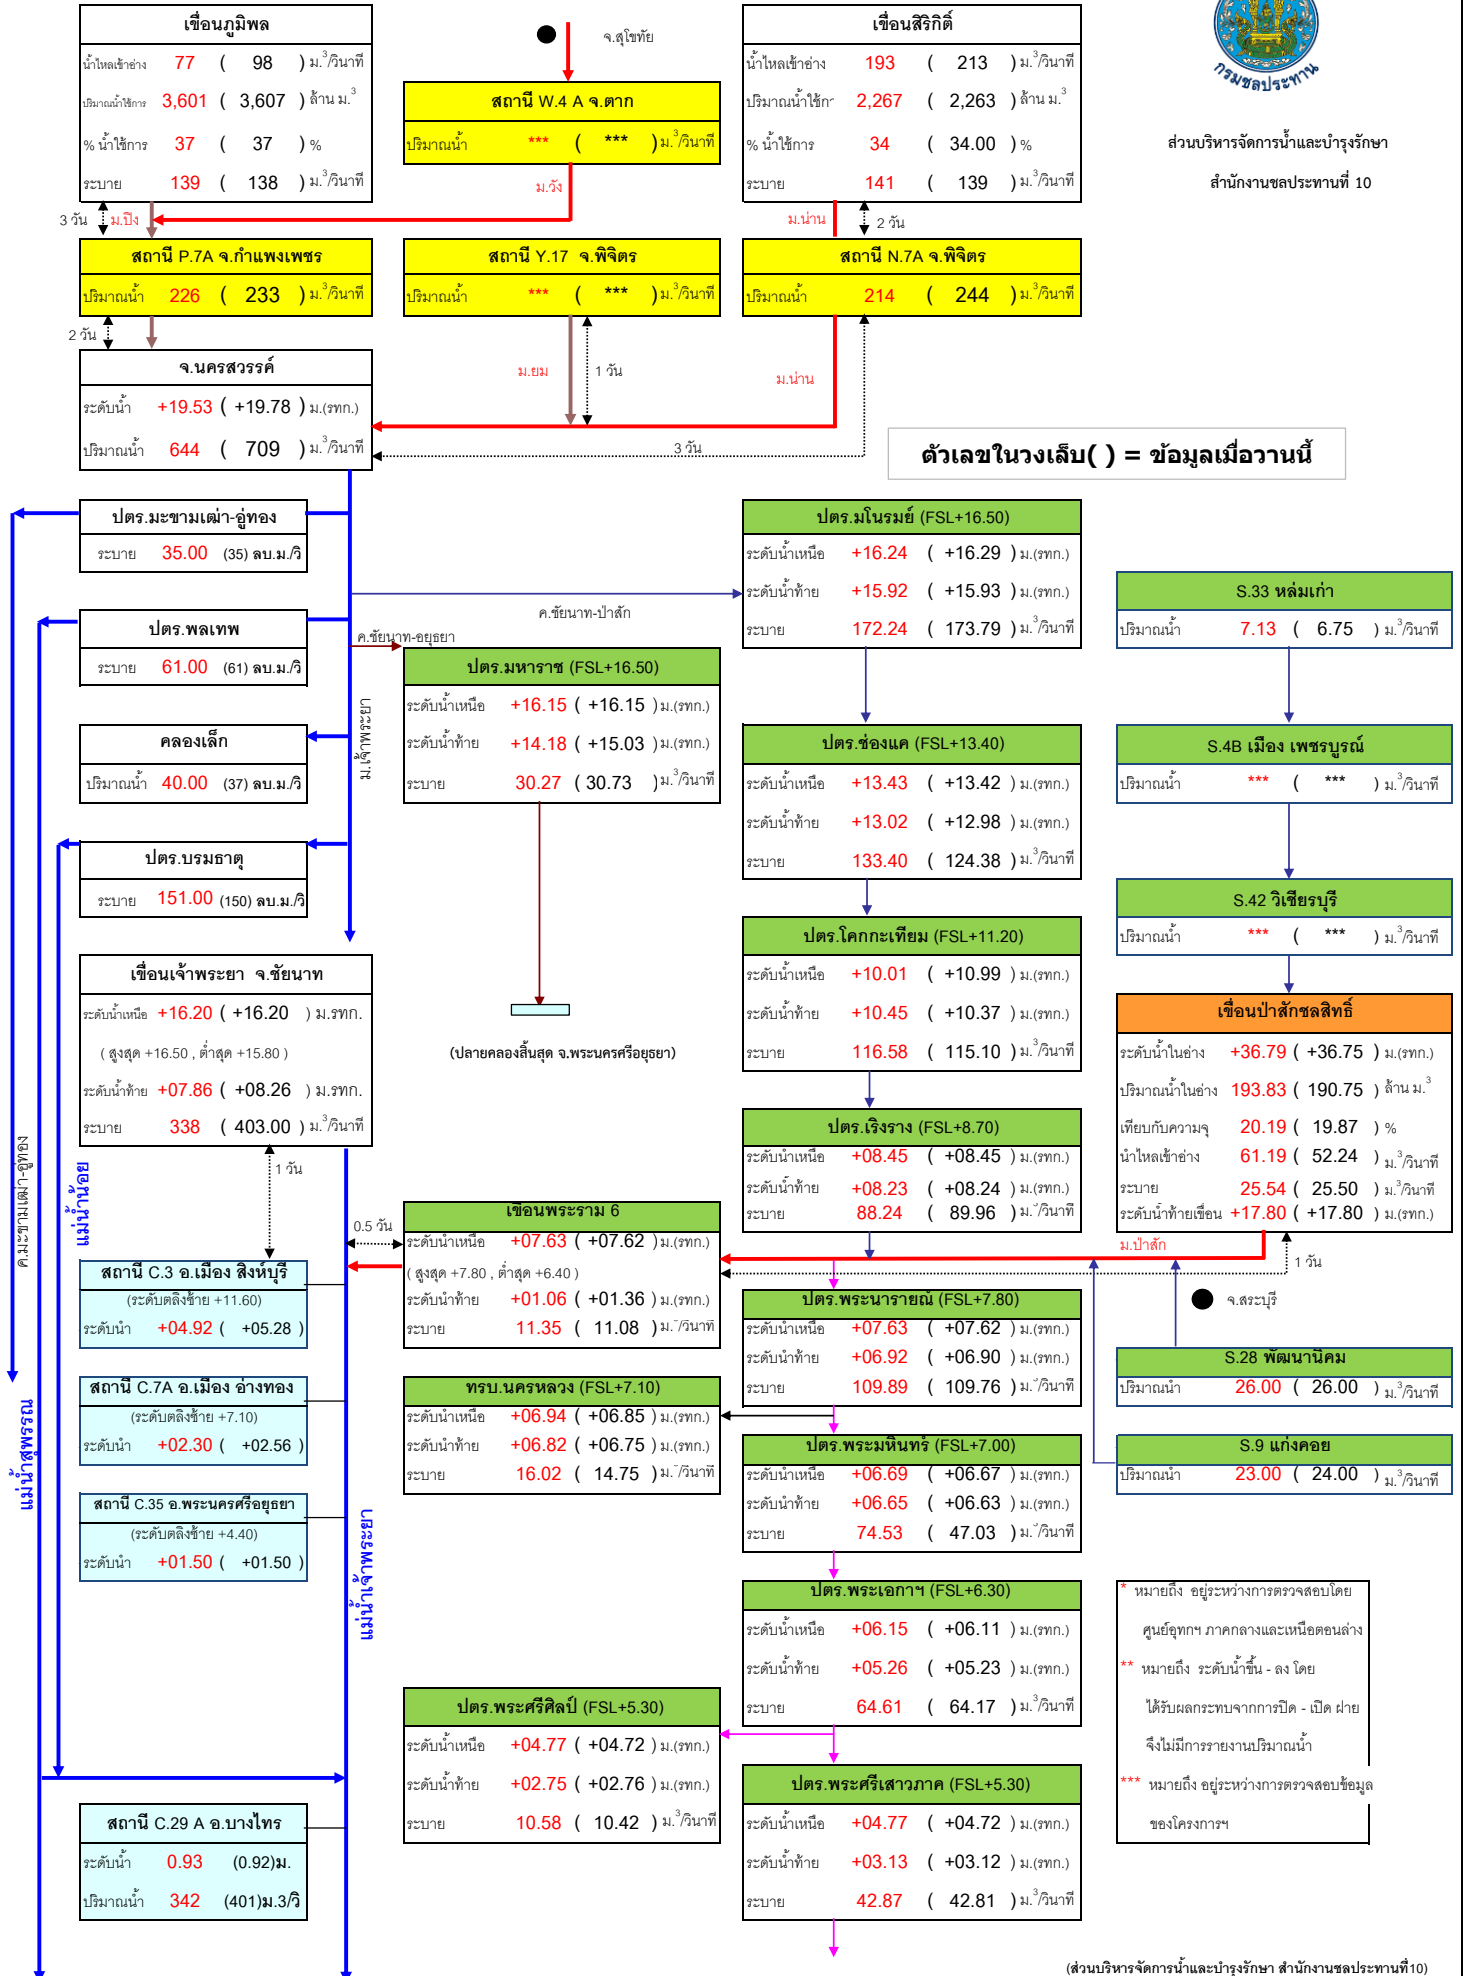 เขื่อนภูมิพล
น้ำไหลเข้าอ่าง 77 ( 98 ) ม.³/วินาที
ปริมาณน้ำใช้การ 3,601 ( 3,607 ) ล้าน ม.³
% น้ำใช้การ 37 ( 37 ) %
ระบาย 139 ( 138 ) ม.³/วินาที
จ.สุโขทัย
สถานี W.4 A จ.ตาก
ปริมาณน้ำ *** ( *** ) ม.³/วินาที
เขื่อนสิริกิติ์
น้ำไหลเข้าอ่าง 193 ( 213 ) ม.³/วินาที
ปริมาณน้ำใช้กา 2,267 ( 2,263 ) ล้าน ม.³
% น้ำใช้การ 34 ( 34.00 ) %
ระบาย 141 ( 139 ) ม.³/วินาที
กรมชลประทาน
ส่วนบริหารจัดการน้ำและบำรุงรักษา
สำนักงานชลประทานที่ 10
3 วัน ม.ปิง
ม.วัง
ม.น่าน 2 วัน
สถานี P.7A จ.กำแพงเพชร
ปริมาณน้ำ 226 ( 233 ) ม.³/วินาที
สถานี Y.17 จ.พิจิตร
ปริมาณน้ำ *** ( *** ) ม.³/วินาที
สถานี N.7A จ.พิจิตร
ปริมาณน้ำ 214 ( 244 ) ม.³/วินาที
2 วัน
ม.ยม 1 วัน
ม.น่าน
3 วัน
จ.นครสวรรค์
ระดับน้ำ +19.53 ( +19.78 ) ม.(รทก.)
ปริมาณน้ำ 644 ( 709 ) ม.³/วินาที
ตัวเลขในวงเล็บ( ) = ข้อมูลเมื่อวานนี้
ปตร.มะขามเฒ่า-อู่ทอง
ระบาย 35.00 (35) ลบ.ม./วิ
ปตร.พลเทพ
ระบาย 61.00 (61) ลบ.ม./วิ
คลองเล็ก
ปริมาณน้ำ 40.00 (37) ลบ.ม./วิ
ปตร.บรมธาตุ
ระบาย 151.00 (150) ลบ.ม./วิ
ม.เจ้าพระยา
ค.ชัยนาท-ป่าสัก
ค.ชัยนาท-อยุธยา
ปตร.มหาราช (FSL+16.50)
ระดับน้ำเหนือ +16.15 ( +16.15 ) ม.(รทก.)
ระดับน้ำท้าย +14.18 ( +15.03 ) ม.(รทก.)
ระบาย 30.27 ( 30.73 ) ม.³/วินาที
(ปลายคลองสิ้นสุด จ.พระนครศรีอยุธยา)
ปตร.มโนรมย์ (FSL+16.50)
ระดับน้ำเหนือ +16.24 ( +16.29 ) ม.(รทก.)
ระดับน้ำท้าย +15.92 ( +15.93 ) ม.(รทก.)
ระบาย 172.24 ( 173.79 ) ม.³/วินาที
ปตร.ช่องแค (FSL+13.40)
ระดับน้ำเหนือ +13.43 ( +13.42 ) ม.(รทก.)
ระดับน้ำท้าย +13.02 ( +12.98 ) ม.(รทก.)
ระบาย 133.40 ( 124.38 ) ม.³/วินาที
ปตร.โคกกะเทียม (FSL+11.20)
ระดับน้ำเหนือ +10.01 ( +10.99 ) ม.(รทก.)
ระดับน้ำท้าย +10.45 ( +10.37 ) ม.(รทก.)
ระบาย 116.58 ( 115.10 ) ม.³/วินาที
ปตร.เริงราง (FSL+8.70)
ระดับน้ำเหนือ +08.45 ( +08.45 ) ม.(รทก.)
ระดับน้ำท้าย +08.23 ( +08.24 ) ม.(รทก.)
ระบาย 88.24 ( 89.96 ) ม.³/วินาที
S.33 หล่มเก่า
ปริมาณน้ำ 7.13 ( 6.75 ) ม.³/วินาที
S.4B เมือง เพชรบูรณ์
ปริมาณน้ำ *** ( *** ) ม.³/วินาที
S.42 วิเชียรบุรี
ปริมาณน้ำ *** ( *** ) ม.³/วินาที
เขื่อนป่าสักชลสิทธิ์
ระดับน้ำในอ่าง +36.79 ( +36.75 ) ม.(รทก.)
ปริมาณน้ำในอ่าง 193.83 ( 190.75 ) ล้าน ม.³
เทียบกับความจุ 20.19 ( 19.87 ) %
น้ำไหลเข้าอ่าง 61.19 ( 52.24 ) ม.³/วินาที
ระบาย 25.54 ( 25.50 ) ม.³/วินาที
ระดับน้ำท้ายเขื่อน +17.80 ( +17.80 ) ม.(รทก.)
ม.ป่าสัก
1 วัน
จ.สระบุรี
เขื่อนเจ้าพระยา จ.ชัยนาท
ระดับน้ำเหนือ +16.20 ( +16.20 ) ม.รทก.
( สูงสุด +16.50 , ต่ำสุด +15.80 )
ระดับน้ำท้าย +07.86 ( +08.26 ) ม.รทก.
ระบาย 338 ( 403.00 ) ม.³/วินาที
1 วัน
ค.มะขามเฒ่า-อู่ทอง
แม่น้ำน้อย
0.5 วัน
เขื่อนพระราม 6
ระดับน้ำเหนือ +07.63 ( +07.62 ) ม.(รทก.)
( สูงสุด +7.80 , ต่ำสุด +6.40 )
ระดับน้ำท้าย +01.06 ( +01.36 ) ม.(รทก.)
ระบาย 11.35 ( 11.08 ) ม.³/วินาที
สถานี C.3 อ.เมือง สิงห์บุรี
(ระดับตลิ่งซ้าย +11.60)
ระดับน้ำ +04.92 ( +05.28 )
สถานี C.7A อ.เมือง อ่างทอง
(ระดับตลิ่งซ้าย +7.10)
ระดับน้ำ +02.30 ( +02.56 )
สถานี C.35 อ.พระนครศรีอยุธยา
(ระดับตลิ่งซ้าย +4.40)
ระดับน้ำ +01.50 ( +01.50 )
แม่น้ำสุพรรณ
แม่น้ำเจ้าพระยา
ทรบ.นครหลวง (FSL+7.10)
ระดับน้ำเหนือ +06.94 ( +06.85 ) ม.(รทก.)
ระดับน้ำท้าย +06.82 ( +06.75 ) ม.(รทก.)
ระบาย 16.02 ( 14.75 ) ม.³/วินาที
ปตร.พระนารายณ์ (FSL+7.80)
ระดับน้ำเหนือ +07.63 ( +07.62 ) ม.(รทก.)
ระดับน้ำท้าย +06.92 ( +06.90 ) ม.(รทก.)
ระบาย 109.89 ( 109.76 ) ม.³/วินาที
ปตร.พระมหินทร์ (FSL+7.00)
ระดับน้ำเหนือ +06.69 ( +06.67 ) ม.(รทก.)
ระดับน้ำท้าย +06.65 ( +06.63 ) ม.(รทก.)
ระบาย 74.53 ( 47.03 ) ม.³/วินาที
S.28 พัฒนานิคม
ปริมาณน้ำ 26.00 ( 26.00 ) ม.³/วินาที
S.9 แก่งคอย
ปริมาณน้ำ 23.00 ( 24.00 ) ม.³/วินาที
ปตร.พระเอกาฯ (FSL+6.30)
ระดับน้ำเหนือ +06.15 ( +06.11 ) ม.(รทก.)
ระดับน้ำท้าย +05.26 ( +05.23 ) ม.(รทก.)
ระบาย 64.61 ( 64.17 ) ม.³/วินาที
ปตร.พระศรีศิลป์ (FSL+5.30)
ระดับน้ำเหนือ +04.77 ( +04.72 ) ม.(รทก.)
ระดับน้ำท้าย +02.75 ( +02.76 ) ม.(รทก.)
ระบาย 10.58 ( 10.42 ) ม.³/วินาที
ปตร.พระศรีเสาวภาค (FSL+5.30)
ระดับน้ำเหนือ +04.77 ( +04.72 ) ม.(รทก.)
ระดับน้ำท้าย +03.13 ( +03.12 ) ม.(รทก.)
ระบาย 42.87 ( 42.81 ) ม.³/วินาที
* หมายถึง อยู่ระหว่างการตรวจสอบโดย
ศูนย์อุทกฯ ภาคกลางและเหนือตอนล่าง
** หมายถึง ระดับน้ำขึ้น - ลง โดย
ได้รับผลกระทบจากการปิด - เปิด ฝาย
จึงไม่มีการรายงานปริมาณน้ำ
*** หมายถึง อยู่ระหว่างการตรวจสอบข้อมูล
ของโครงการฯ
สถานี C.29 A อ.บางไทร
ระดับน้ำ 0.93 (0.92)ม.
ปริมาณน้ำ 342 (401)ม.3/วิ
(ส่วนบริหารจัดการน้ำและบำรุงรักษา สำนักงานชลประทานที่10)